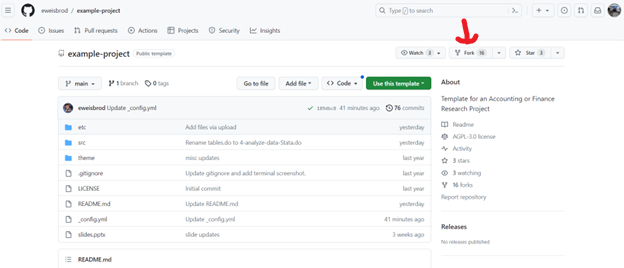 eweisbrod / example-project
Type / to search
Code Issues Pull requests Actions Projects Security Insights
example-project Public template
Watch 3 Fork 16 Star 3
main 1 branch 0 tags Go to file Add file Code Use this template
eweisbrod Update _config.yml 41 minutes ago 76 commits
etc Add files via upload yesterday
src Rename tables.do to 4-analyze-data-Stata.do yesterday
theme misc updates last year
.gitignore Update gitignore and add terminal screenshot. last year
LICENSE Initial commit last year
README.md Update README.md yesterday
_config.yml Update _config.yml 41 minutes ago
slides.pptx slide updates 3 weeks ago
README.md
About
Template for an Accounting or Finance
Research Project
Readme
AGPL-3.0 license
Activity
3 stars
3 watching
16 forks
Report repository
Releases
No releases published